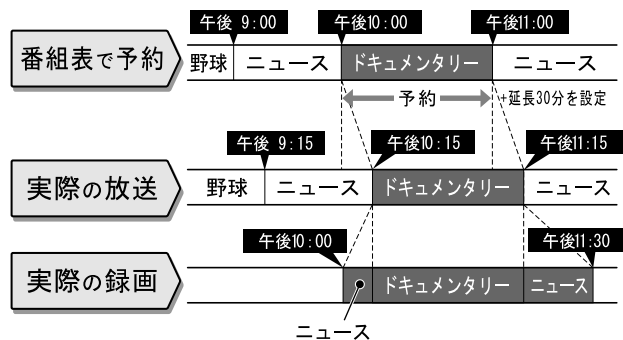 午後 9:00
午後10:00
午後11:00
番組表で予約
野球
ニュース
ドキュメンタリー
ニュース
予約
+延長30分を設定
午後 9:15
午後10:15
午後11:15
実際の放送
野球
ニュース
ドキュメンタリー
ニュース
午後10:00
午後11:30
実際の録画
ドキュメンタリー
ニュース
ニュース